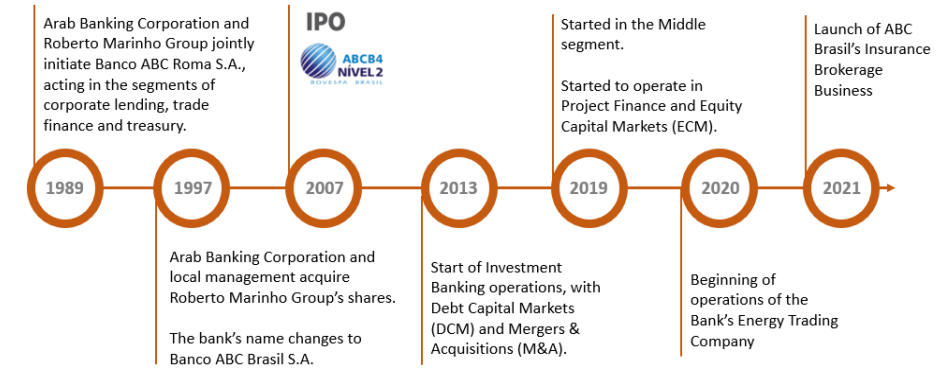 Arab Banking Corporation and
Roberto Marinho Group jointly
initiate Banco ABC Roma S.A.,
acting in the segments of
corporate lending, trade
finance and treasury.
IPO
ABCB4
NÍVEL2
BOVESPA BRASIL
Started in the Middle
segment.
Started to operate in
Project Finance and Equity
Capital Markets (ECM).
Launch of ABC
Brasil's Insurance
Brokerage
Business
1989
1997
2007
2013
2019
2020
2021
Arab Banking Corporation and
local management acquire
Roberto Marinho Group's shares.
The bank's name changes to
Banco ABC Brasil S.A.
Start of Investment
Banking operations, with
Debt Capital Markets
(DCM) and Mergers &
Acquisitions (M&A).
Beginning of
operations of the
Bank's Energy Trading
Company